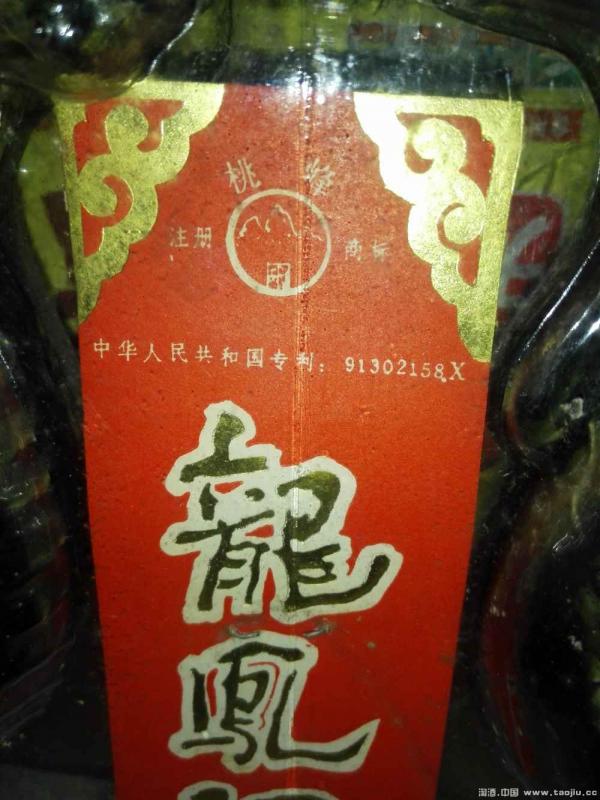 桃峰
注册 商标
印
中华人民共和国专利：91302158.X
龍
鳳
淘酒.中国 www.taojiu.cc